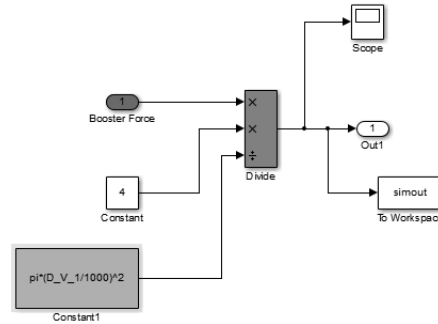 Scope
1
Booster Force
×
×
÷
Divide
1
Out1
4
Constant
simout
To Workspac
pi*(D_V_1/1000)^2
Constant1